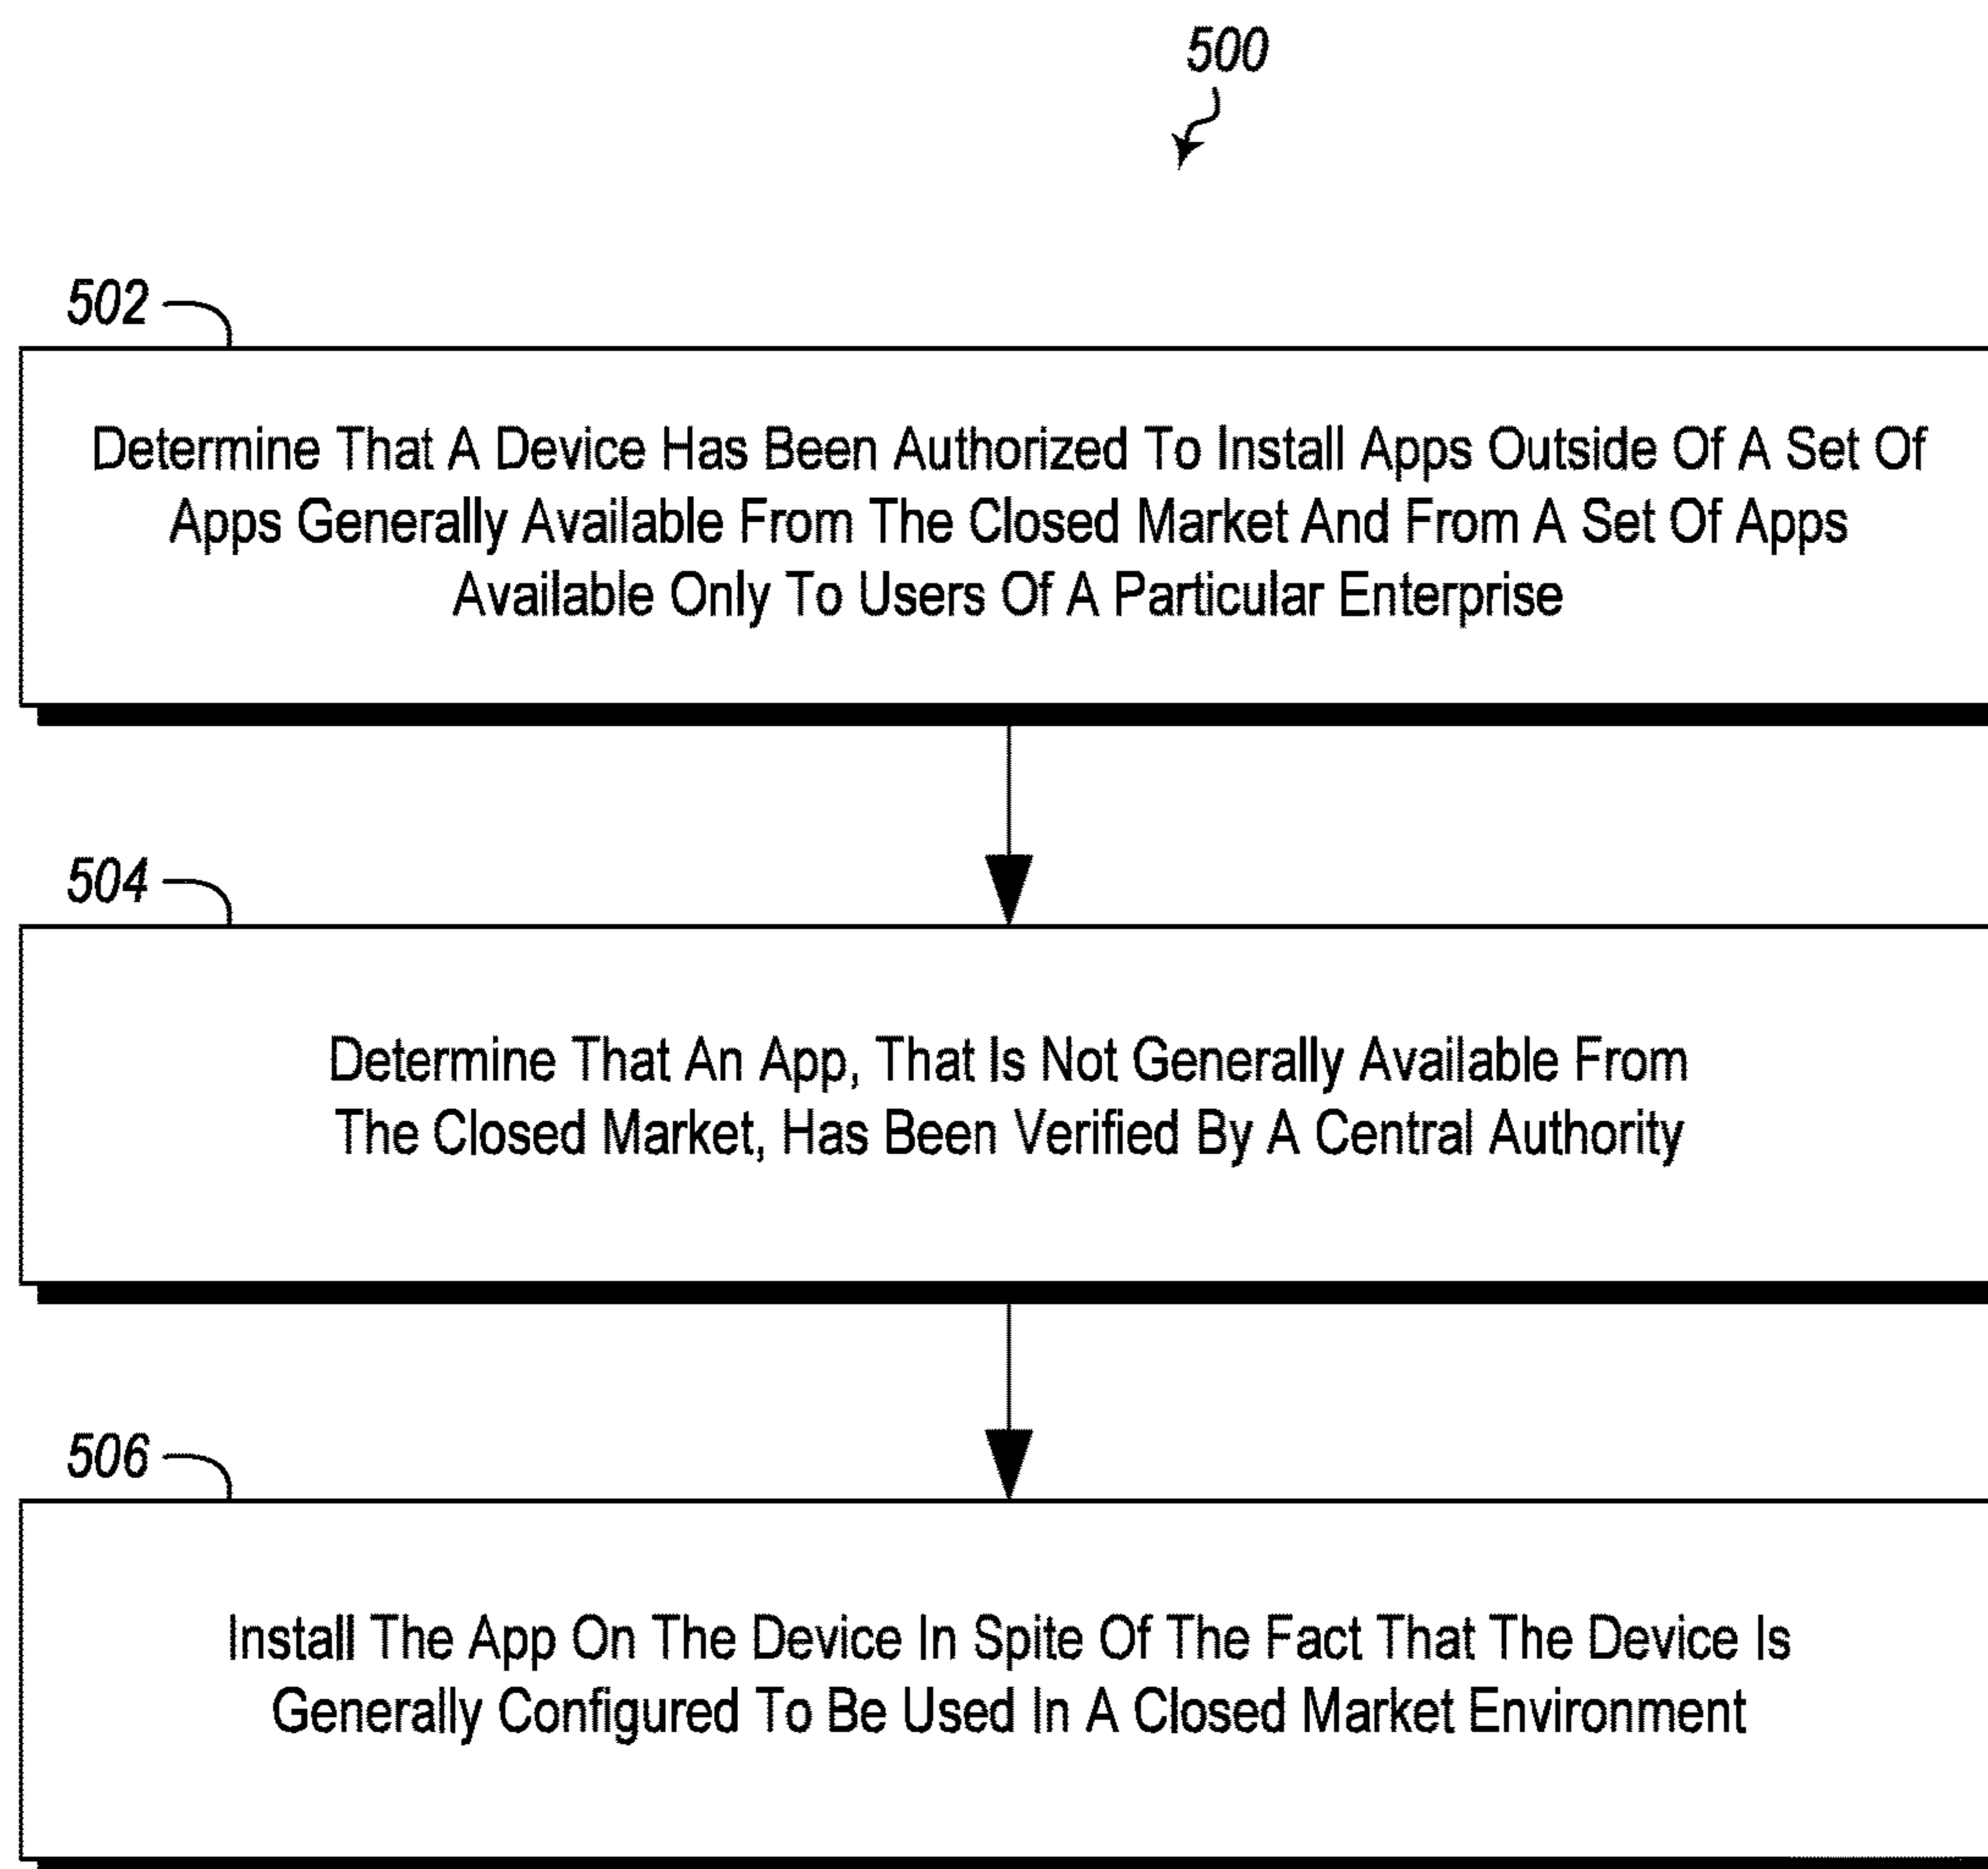 500
502
Determine That A Device Has Been Authorized To Install Apps Outside Of A Set Of
Apps Generally Available From The Closed Market And From A Set Of Apps
Available Only To Users Of A Particular Enterprise
504
Determine That An App, That Is Not Generally Available From
The Closed Market, Has Been Verified By A Central Authority
506
Install The App On The Device In Spite Of The Fact That The Device Is
Generally Configured To Be Used In A Closed Market Environment